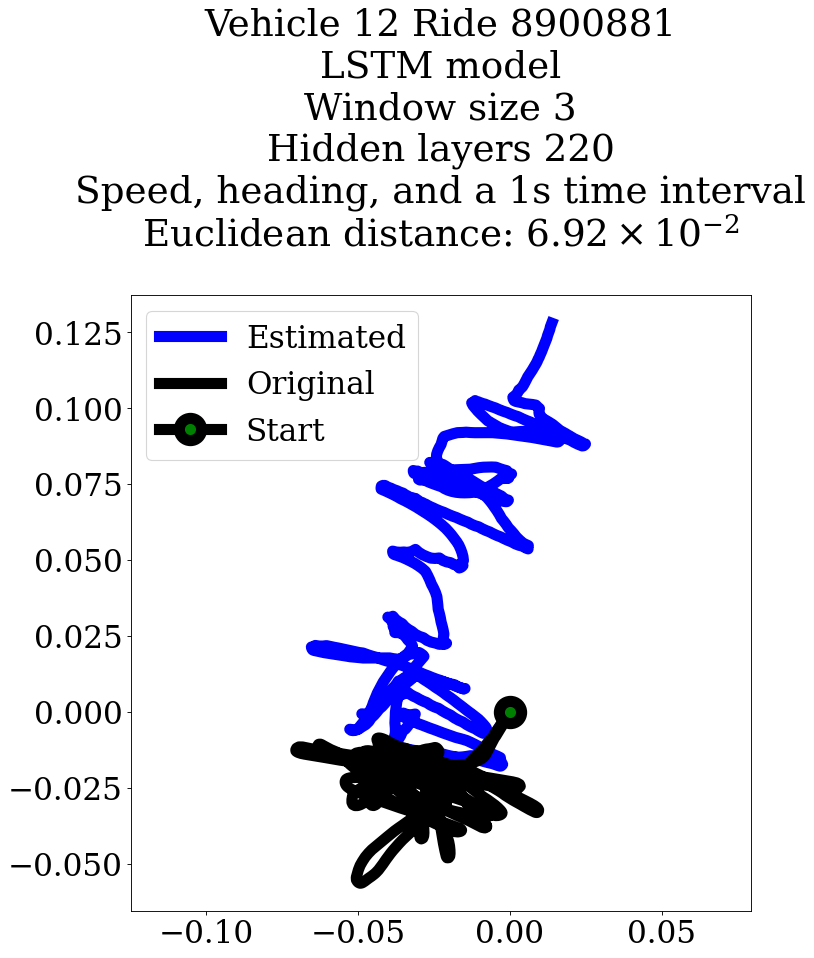 Vehicle 12 Ride 8900881
LSTM model
Window size 3
Hidden layers 220
Speed, heading, and a 1s time interval
Euclidean distance: 6.92 × 10⁻²
Estimated
Original
Start
0.125
0.100
0.075
0.050
0.025
0.000
−0.025
−0.050
−0.10
−0.05
0.00
0.05